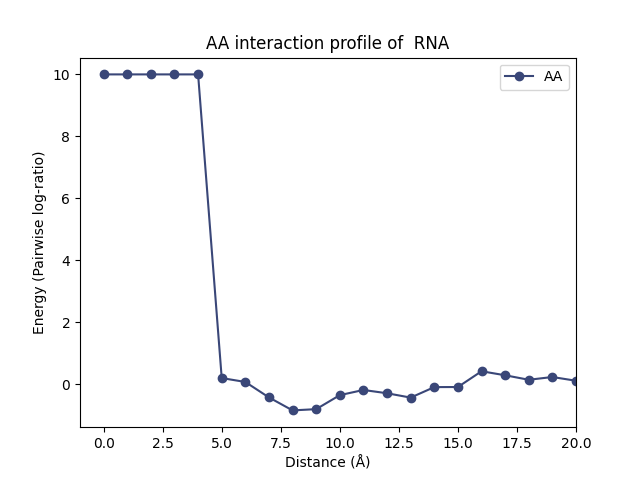 AA interaction profile of  RNA
AA
Energy (Pairwise log-ratio)
10
8
6
4
2
0
0.0 2.5 5.0 7.5 10.0 12.5 15.0 17.5 20.0
Distance (Å)